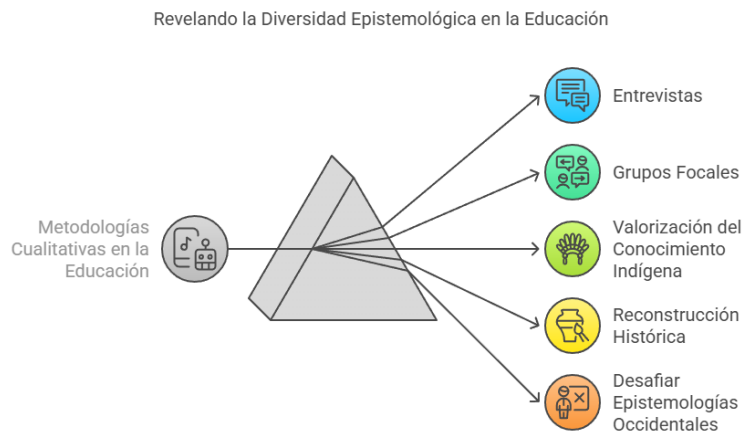 Revelando la Diversidad Epistemológica en la Educación
Metodologías
Cualitativas en la
Educación
Entrevistas
Grupos Focales
Valorización del
Conocimiento
Indígena
Reconstrucción
Histórica
Desafiar
Epistemologías
Occidentales